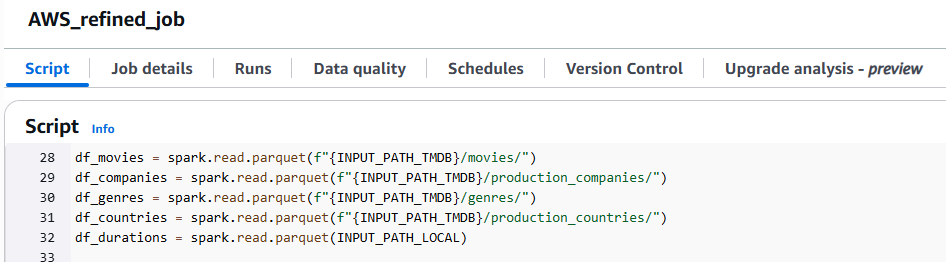 AWS_refined_job
Script Job details Runs Data quality Schedules Version Control Upgrade analysis - preview
Script Info
28 df_movies = spark.read.parquet(f"{INPUT_PATH_TMDB}/movies/")
29 df_companies = spark.read.parquet(f"{INPUT_PATH_TMDB}/production_companies/")
30 df_genres = spark.read.parquet(f"{INPUT_PATH_TMDB}/genres/")
31 df_countries = spark.read.parquet(f"{INPUT_PATH_TMDB}/production_countries/")
32 df_durations = spark.read.parquet(INPUT_PATH_LOCAL)
33